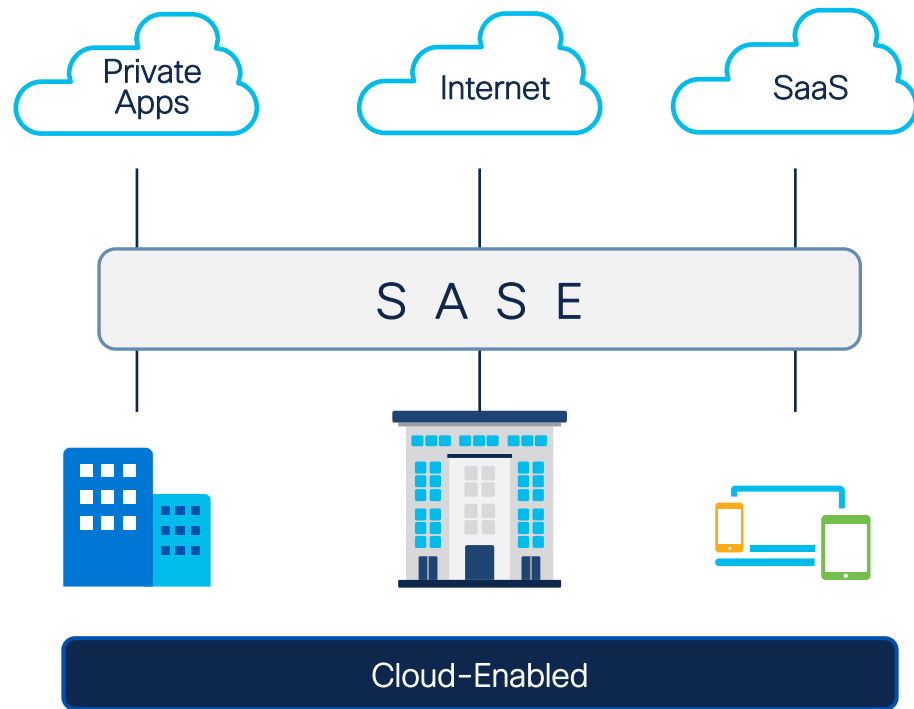 Private
Apps
Internet
SaaS
S A S E
Cloud-Enabled